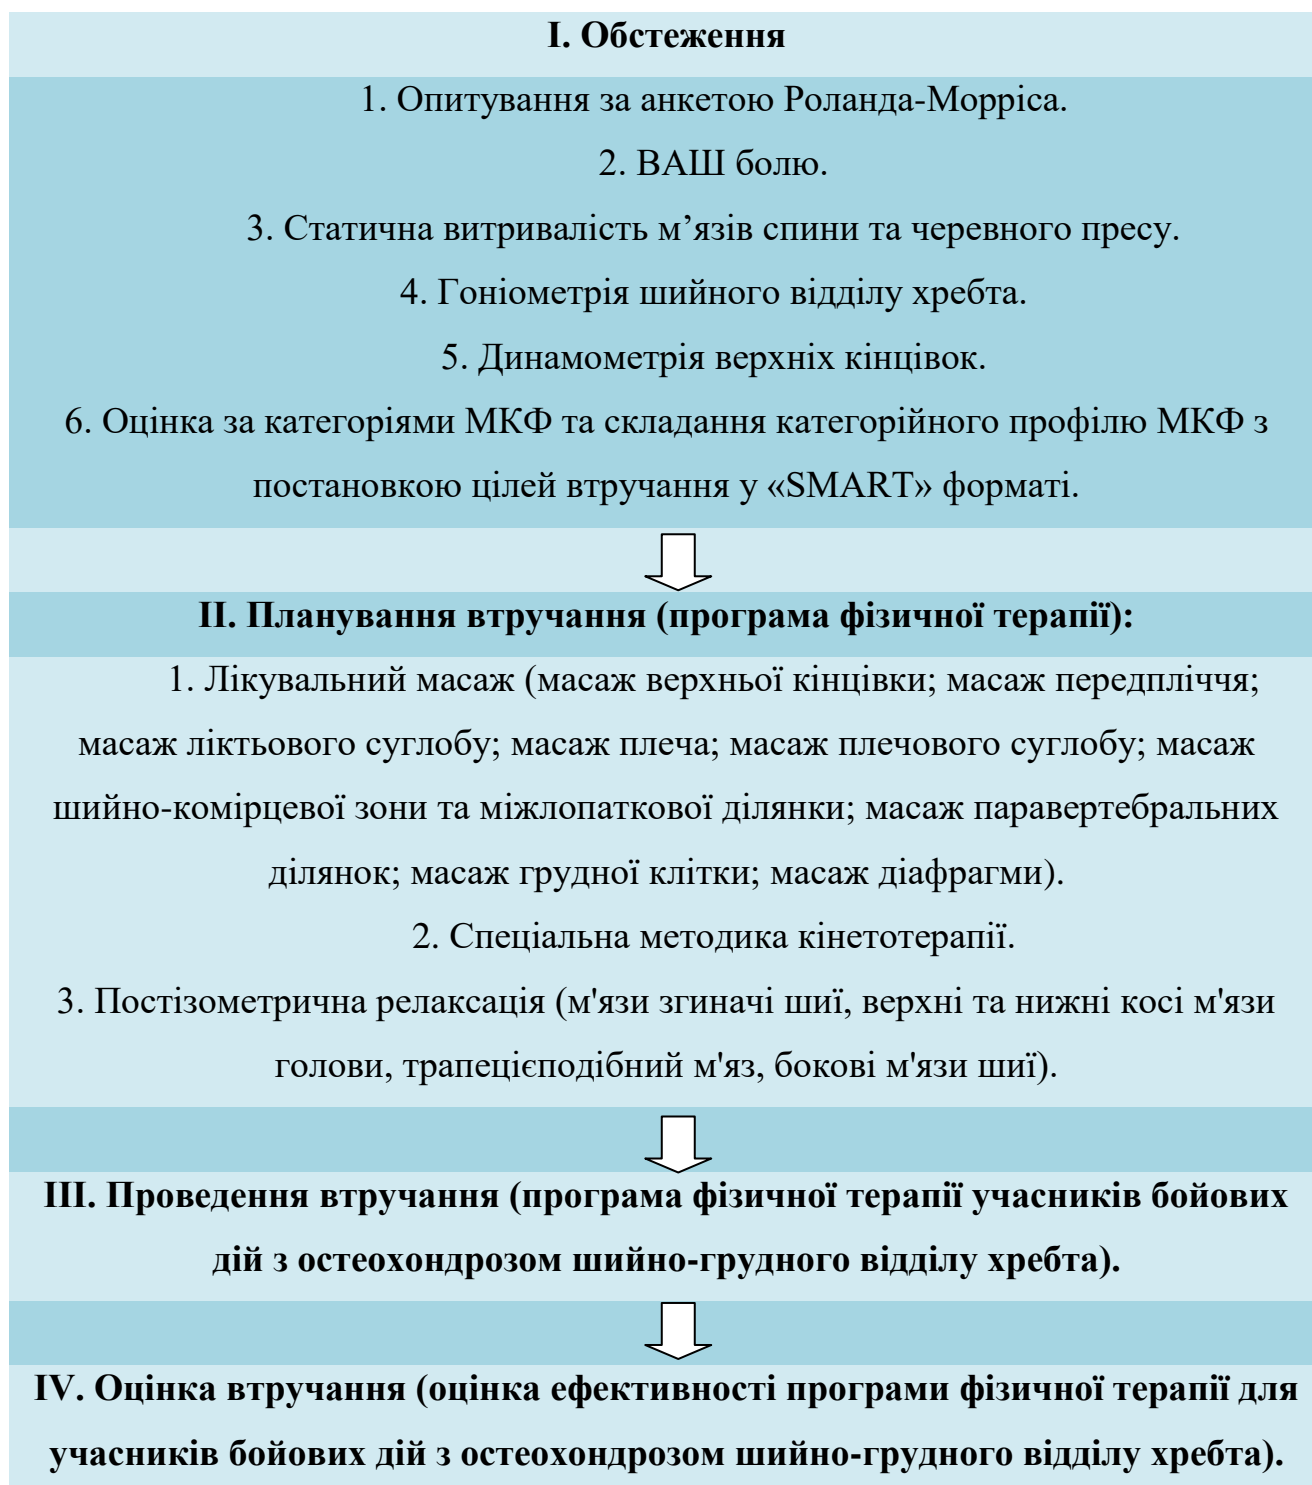 І. Обстеження
1. Опитування за анкетою Роланда-Морріса.
2. ВАШ болю.
3. Статична витривалість м’язів спини та черевного пресу.
4. Гоніометрія шийного відділу хребта.
5. Динамометрія верхніх кінцівок.
6. Оцінка за категоріями МКФ та складання категорійного профілю МКФ з
постановкою цілей втручання у «SMART» форматі.
ІІ. Планування втручання (програма фізичної терапії):
1. Лікувальний масаж (масаж верхньої кінцівки; масаж передпліччя;
масаж ліктьового суглобу; масаж плеча; масаж плечового суглобу; масаж
шийно-комірцевої зони та міжлопаткової ділянки; масаж паравертебральних
ділянок; масаж грудної клітки; масаж діафрагми).
2. Спеціальна методика кінетотерапії.
3. Постізометрична релаксація (м'язи згиначі шиї, верхні та нижні косі м'язи
голови, трапецієподібний м'яз, бокові м'язи шиї).
ІІІ. Проведення втручання (програма фізичної терапії учасників бойових
дій з остеохондрозом шийно-грудного відділу хребта).
IV. Оцінка втручання (оцінка ефективності програми фізичної терапії для
учасників бойових дій з остеохондрозом шийно-грудного відділу хребта).